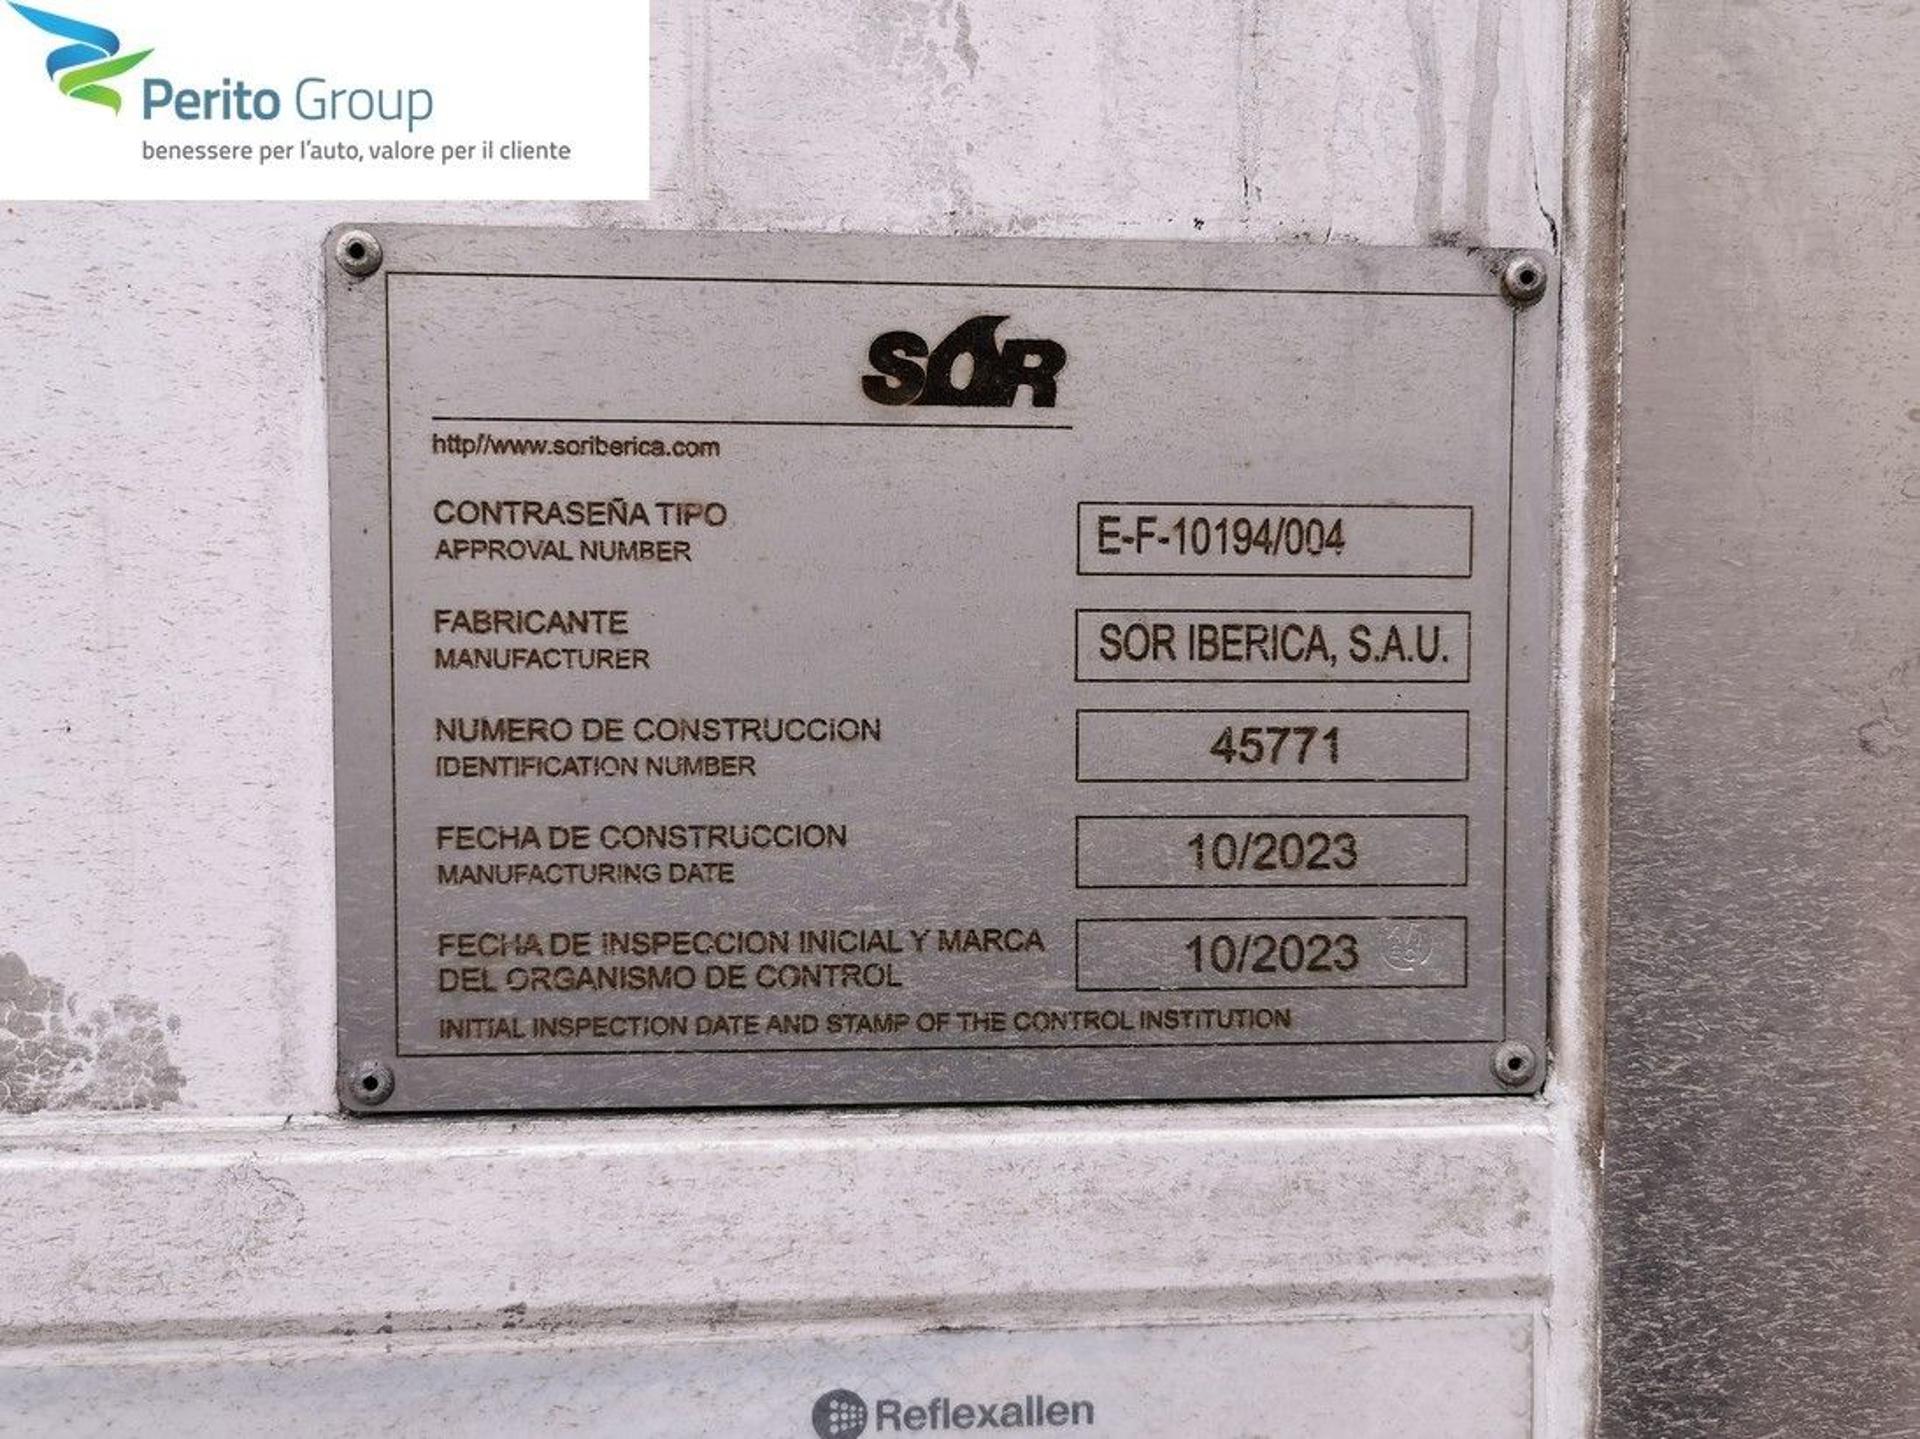 Perito Group
benessere per l'auto, valore per il cliente
SOR
http//www.soriberica.com
CONTRASEÑA TIPO
APPROVAL NUMBER
E-F-10194/004
FABRICANTE
MANUFACTURER
SOR IBERICA, S.A.U.
NUMERO DE CONSTRUCCION
IDENTIFICATION NUMBER
45771
FECHA DE CONSTRUCCION
MANUFACTURING DATE
10/2023
FECHA DE INSPECCION INICIAL Y MARCA
DEL ORGANISMO DE CONTROL
10/2023
INITIAL INSPECTION DATE AND STAMP OF THE CONTROL INSTITUTION
Reflexallen